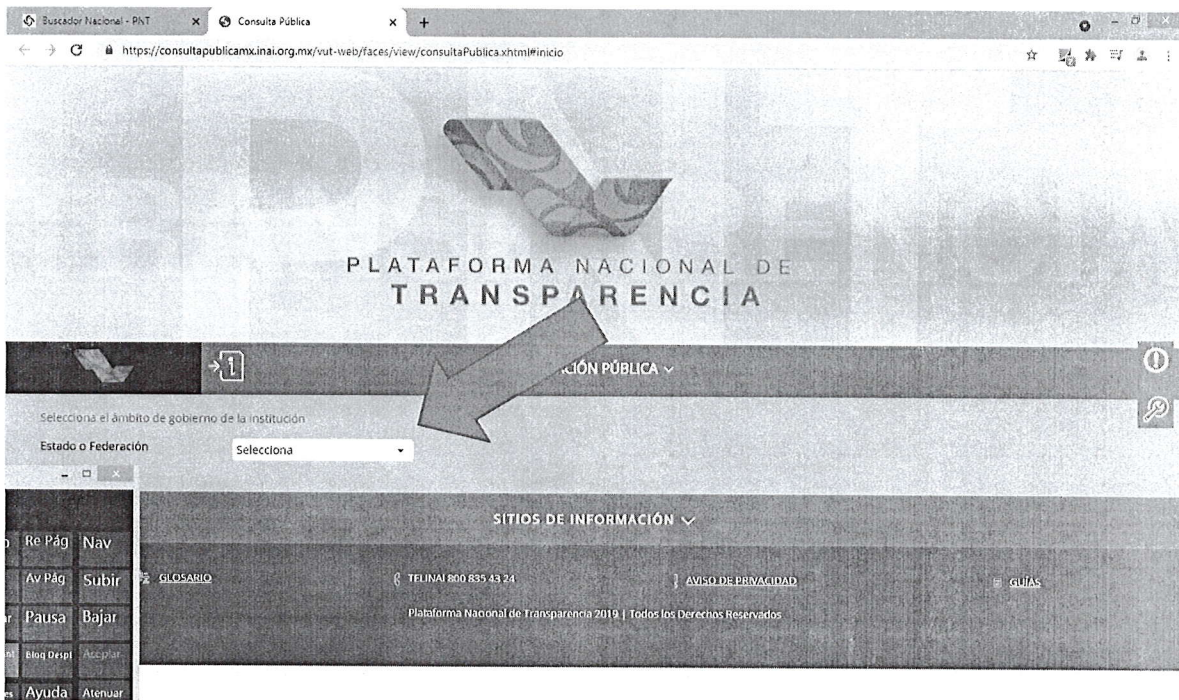 Buscador Nacional - PNT
Consulta Pública
https://consultapublicamx.inai.org.mx/vut-web/faces/view/consultaPublica.xhtml#inicio
PLATAFORMA NACIONAL DE
TRANSPARENCIA
CIÓN PÚBLICA
Selecciona el ámbito de gobierno de la institución
Estado o Federación
Selecciona
SITIOS DE INFORMACIÓN
Re Pág Nav
Av Pág Subir
Pausa Bajar
Bloq Despl Aceptar
Ayuda Atenuar
GLOSARIO
TELINAI 800 835 43 24
AVISO DE PRIVACIDAD
GUÍAS
Plataforma Nacional de Transparencia 2019 | Todos los Derechos Reservados